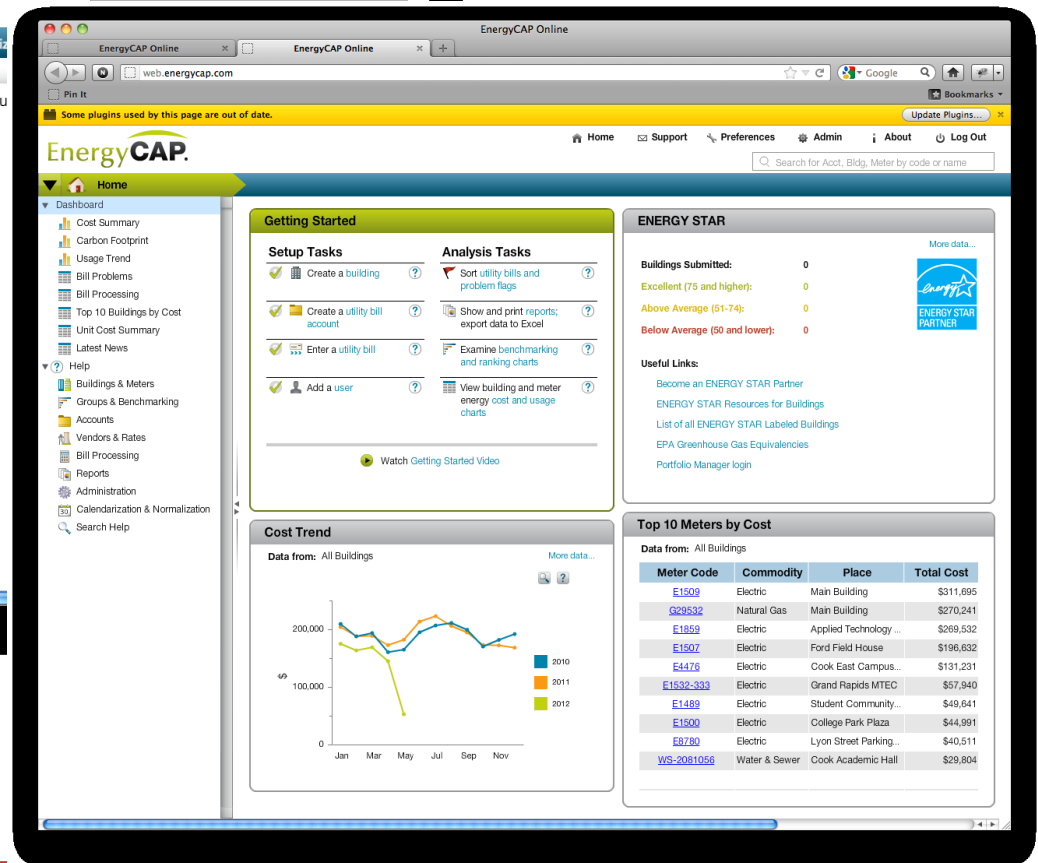 EnergyCAP Online
EnergyCAP Online
EnergyCAP Online
web.energycap.com
Google
Pin It
Bookmarks
Some plugins used by this page are out of date.
Update Plugins...
EnergyCAP.
Home
Support
Preferences
Admin
About
Log Out
Search for Acct, Bldg, Meter by code or name
Home
Dashboard
Cost Summary
Carbon Footprint
Usage Trend
Bill Problems
Bill Processing
Top 10 Buildings by Cost
Unit Cost Summary
Latest News
Help
Buildings & Meters
Groups & Benchmarking
Accounts
Vendors & Rates
Bill Processing
Reports
Administration
Calendarization & Normalization
Search Help
Getting Started
Setup Tasks
Create a building
Create a utility bill
account
Enter a utility bill
Add a user
Analysis Tasks
Sort utility bills and
problem flags
Show and print reports;
export data to Excel
Examine benchmarking
and ranking charts
View building and meter
energy cost and usage
charts
Watch Getting Started Video
ENERGY STAR
More data...
Buildings Submitted: 0
Excellent (75 and higher): 0
Above Average (51-74): 0
Below Average (50 and lower): 0
energy
ENERGY STAR
PARTNER
Useful Links:
Become an ENERGY STAR Partner
ENERGY STAR Resources for Buildings
List of all ENERGY STAR Labeled Buildings
EPA Greenhouse Gas Equivalencies
Portfolio Manager login
Cost Trend
Data from: All Buildings
More data...
200,000
$
100,000
0
Jan Mar May Jul Sep Nov
2010
2011
2012
Top 10 Meters by Cost
Data from: All Buildings
Meter Code Commodity Place Total Cost
E1509 Electric Main Building $311,695
G29532 Natural Gas Main Building $270,241
E1859 Electric Applied Technology ... $269,532
E1507 Electric Ford Field House $196,632
E4476 Electric Cook East Campus... $131,231
E1532-333 Electric Grand Rapids MTEC $57,940
E1489 Electric Student Community... $49,641
E1500 Electric College Park Plaza $44,991
E8780 Electric Lyon Street Parking... $40,511
WS-2081056 Water & Sewer Cook Academic Hall $29,804